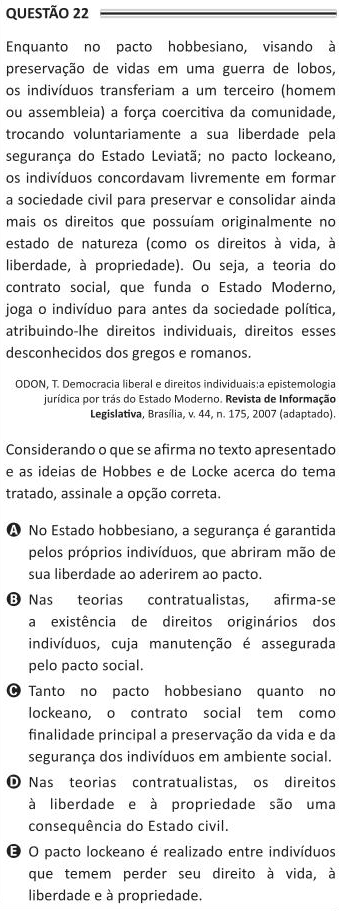 QUESTÃO 22
Enquanto no pacto hobbesiano, visando à
preservação de vidas em uma guerra de lobos,
os indivíduos transferiam a um terceiro (homem
ou assembleia) a força coercitiva da comunidade,
trocando voluntariamente a sua liberdade pela
segurança do Estado Leviatã; no pacto lockeano,
os indivíduos concordavam livremente em formar
a sociedade civil para preservar e consolidar ainda
mais os direitos que possuíam originalmente no
estado de natureza (como os direitos à vida, à
liberdade, à propriedade). Ou seja, a teoria do
contrato social, que funda o Estado Moderno,
joga o indivíduo para antes da sociedade política,
atribuindo-lhe direitos individuais, direitos esses
desconhecidos dos gregos e romanos.
ODON, T. Democracia liberal e direitos individuais:a epistemologia
jurídica por trás do Estado Moderno. Revista de Informação
Legislativa, Brasília, v. 44, n. 175, 2007 (adaptado).
Considerando o que se afirma no texto apresentado
e as ideias de Hobbes e de Locke acerca do tema
tratado, assinale a opção correta.
A No Estado hobbesiano, a segurança é garantida
pelos próprios indivíduos, que abriram mão de
sua liberdade ao aderirem ao pacto.
B Nas teorias contratualistas, afirma-se
a existência de direitos originários dos
indivíduos, cuja manutenção é assegurada
pelo pacto social.
C Tanto no pacto hobbesiano quanto no
lockeano, o contrato social tem como
finalidade principal a preservação da vida e da
segurança dos indivíduos em ambiente social.
D Nas teorias contratualistas, os direitos
à liberdade e à propriedade são uma
consequência do Estado civil.
E O pacto lockeano é realizado entre indivíduos
que temem perder seu direito à vida, à
liberdade e à propriedade.